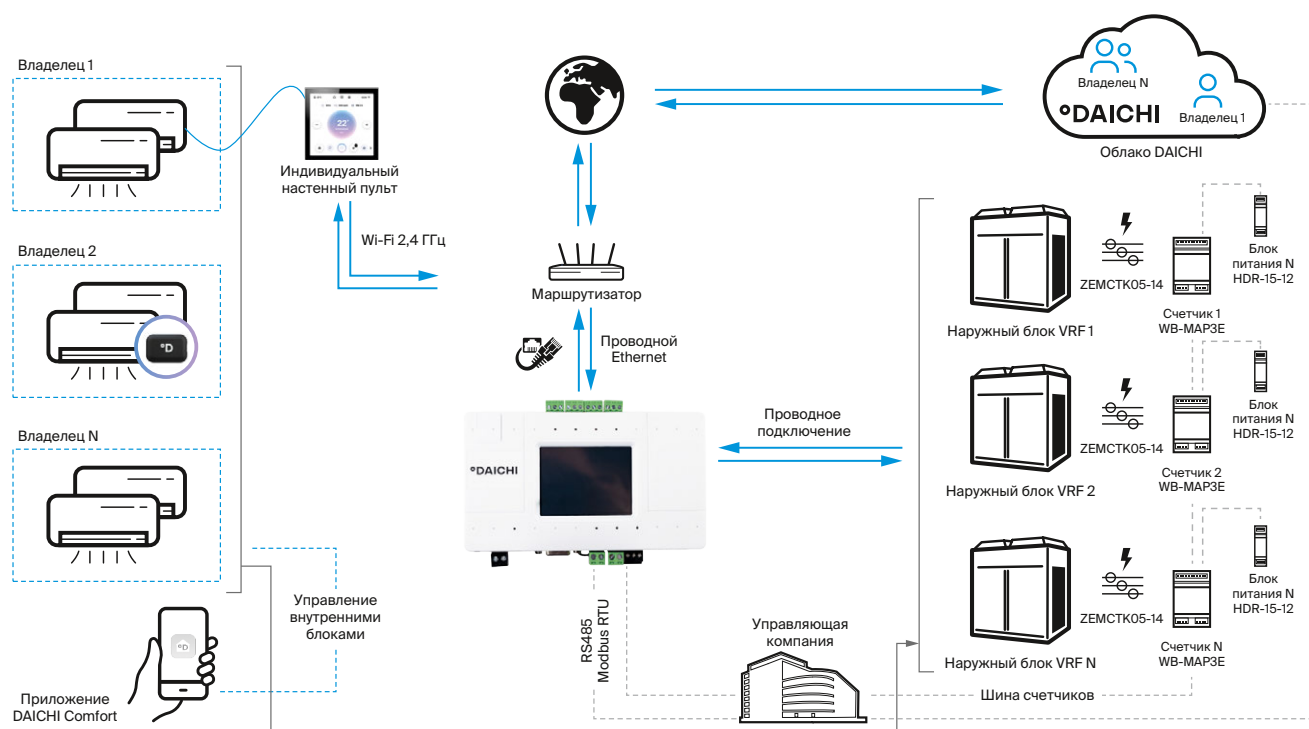 Владелец 1
Индивидуальный
настенный пульт
Wi-Fi 2,4 ГГц
Владелец 2
°D
Владелец N
Управление
внутренними
блоками
°D
Приложение
DAICHI Comfort
22°
Маршрутизатор
Проводной
Ethernet
°DAICHI
Проводное
подключение
RS485
Modbus RTU
Управляющая
компания
Шина счетчиков
Владелец N
°DAICHI
Владелец 1
Облако DAICHI
Наружный блок VRF 1
ZEMCTK05-14
Счетчик 1
WB-MAP3E
Блок
питания N
HDR-15-12
Наружный блок VRF 2
ZEMCTK05-14
Счетчик 2
WB-MAP3E
Блок
питания N
HDR-15-12
Наружный блок VRF N
ZEMCTK05-14
Счетчик N
WB-MAP3E
Блок
питания N
HDR-15-12